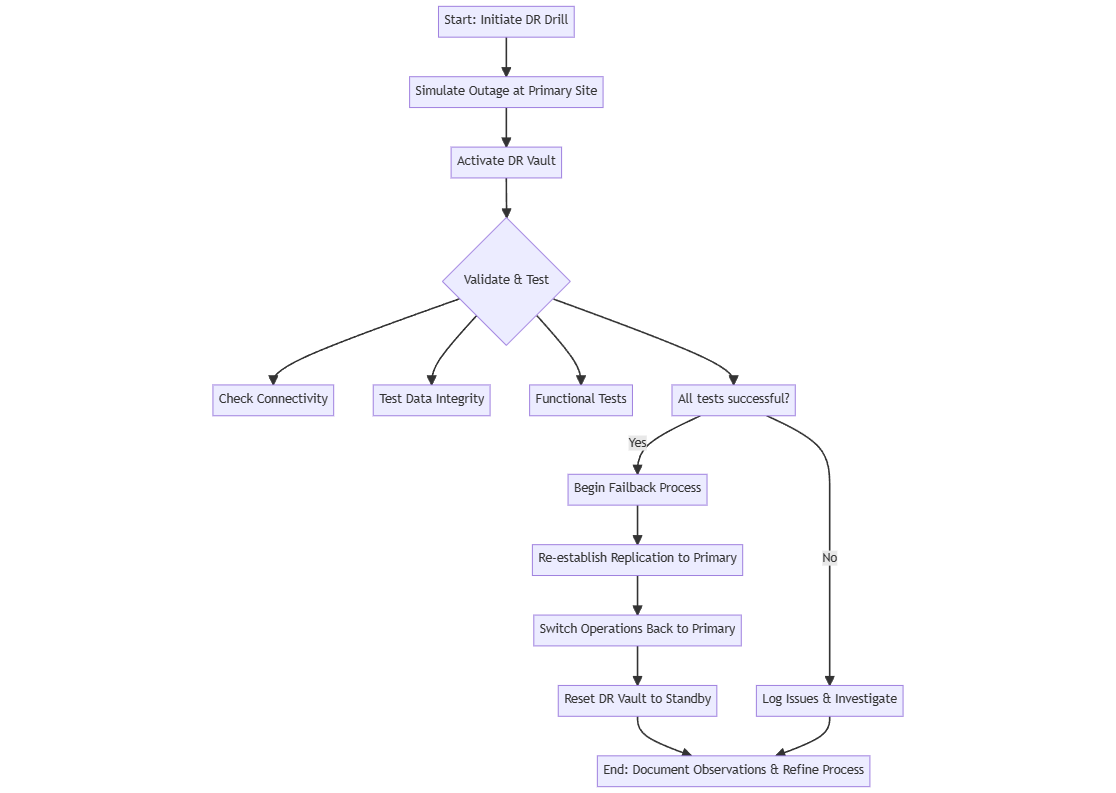 Start: Initiate DR Drill
Simulate Outage at Primary Site
Activate DR Vault
Validate & Test
Check Connectivity
Test Data Integrity
Functional Tests
All tests successful?
Yes
Begin Failback Process
Re-establish Replication to Primary
No
Switch Operations Back to Primary
Reset DR Vault to Standby
Log Issues & Investigate
End: Document Observations & Refine Process